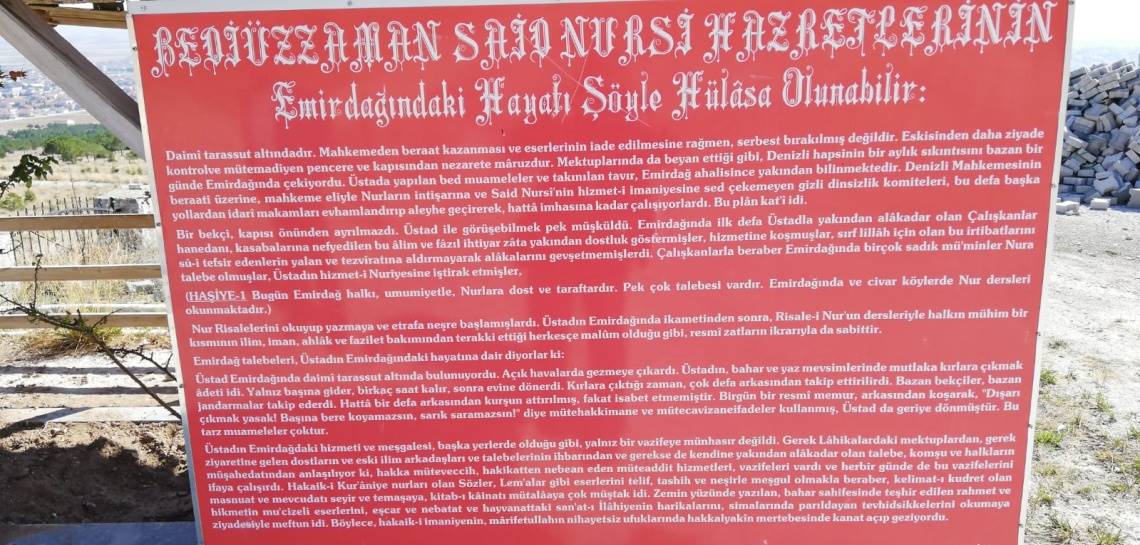 BEDİÜZZAMAN SAİD NURSİ HAZRETLERİNİN
Emirdağındaki Hayatı Şöyle Hülâsa Olunabilir:
Daimî tarassut altındadır. Mahkemeden beraat kazanması ve eserlerinin iade edilmesine rağmen, serbest bırakılmış değildir. Eskisinden daha ziyade
kontrolve mütemadiyen pencere ve kapısından nezarete mâruzdur. Mektuplarında da beyan ettiği gibi, Denizli hapsinin bir aylık sıkıntısını bazan bir
günde Emirdağında çekiyordu. Üstada yapılan bed muameleler ve takınılan tavır, Emirdağ ahalisince yakından bilinmektedir. Denizli Mahkemesinin
beraati üzerine, mahkeme eliyle Nurların intişarına ve Said Nursî'nin hizmet-i imaniyesine sed çekemeyen gizli dinsizlik komiteleri, bu defa başka
yollardan idarî makamları evhamlandırıp aleyhe geçirerek, hattâ imhasına kadar çalışıyorlardı. Bu plân kat'î idi.
Bir bekçi, kapısı önünden ayrılmazdı. Üstad ile görüşebilmek pek müşküldü. Emirdağında ilk defa Üstadla yakından alâkadar olan Çalışkanlar
hanedanı, kasabalarına nefyedilen bu âlim ve fâzıl ihtiyar zâta yakından dostluk göstermişler, hizmetine koşmuşlar, sırf lillâh için olan bu irtibatlarını
sû-i tefsir edenlerin yalan ve tezviratına aldırmayarak alâkalarını gevşetmemişlerdi. Çalışkanlarla beraber Emirdağında birçok sadık mü'minler Nura
talebe olmuşlar, Üstadın hizmet-i Nuriyesine iştirak etmişler,
(HAŞİYE-1 Bugün Emirdağ halkı, umumiyetle, Nurlara dost ve taraftardır. Pek çok talebesi vardır. Emirdağında ve civar köylerde Nur dersleri
okunmaktadır.)
Nur Risalelerini okuyup yazmaya ve etrafa neşre başlamışlardı. Üstadın Emirdağında ikametinden sonra, Risale-i Nur'un dersleriyle halkın mühim bir
kısmının ilim, iman, ahlâk ve fazilet bakımından terakki ettiği herkesçe malûm olduğu gibi, resmî zatların ikrarıyla da sabittir.
Emirdağ talebeleri, Üstadın Emirdağındaki hayatına dair diyorlar ki:
Üstad Emirdağında daimî tarassut altında bulunuyordu. Açık havalarda gezmeye çıkardı. Üstadın, bahar ve yaz mevsimlerinde mutlaka kırlara çıkmak
âdeti idi. Yalnız başına gider, birkaç saat kalır, sonra evine dönerdi. Kırlara çıktığı zaman, çok defa arkasından takip ettirilirdi. Bazan bekçiler, bazan
jandarmalar takip ederdi. Hattâ bir defa arkasından kurşun attırılmış, fakat isabet etmemiştir. Birgün bir resmî memur, arkasından koşarak, "Dışarı
çıkmak yasak! Başına bere koyamazsın, sarık saramazsın!" diye mütehakkimane ve mütecavizaneifadeler kullanmış, Üstad da geriye dönmüştür. Bu
tarz muameleler çoktur.
Üstadın Emirdağdaki hizmeti ve meşgalesi, başka yerlerde olduğu gibi, yalnız bir vazifeye münhasır değildi. Gerek Lâhikalardaki mektuplardan, gerek
ziyaretine gelen dostların ve eski ilim arkadaşları ve talebelerinin ihbarından ve gerekse de kendine yakından alâkadar olan talebe, komşu ve halkların
müşahedatından anlaşılıyor ki, hakka müteveccih, hakikatten nebean eden müteaddit hizmetleri, vazifeleri vardı ve herbir günde de bu vazifelerini
ifaya çalışırdı. Hakaik-i Kur'âniye nurları olan Sözler, Lem'alar gibi eserlerini telif, tashih ve neşirle meşgul olmakla beraber, kelimat-ı kudret olan
masnuat ve mevcudatı seyir ve temaşaya, kitab-ı kâinatı mütalâaya çok müştak idi. Zemin yüzünde yazılan, bahar sahifesinde teşhir edilen rahmet ve
hikmetin mu'cizeli eserlerini, eşcar ve nebatat ve hayvanattaki san'at-ı İlâhiyenin harikalarını, simalarında parıldayan tevhidsikkelerini okumaya
ziyadesiyle meftun idi. Böylece, hakaik-i imaniyenin, mârifetullahın nihayetsiz ufuklarında hakkalyakîn mertebesinde kanat açıp geziyordu.